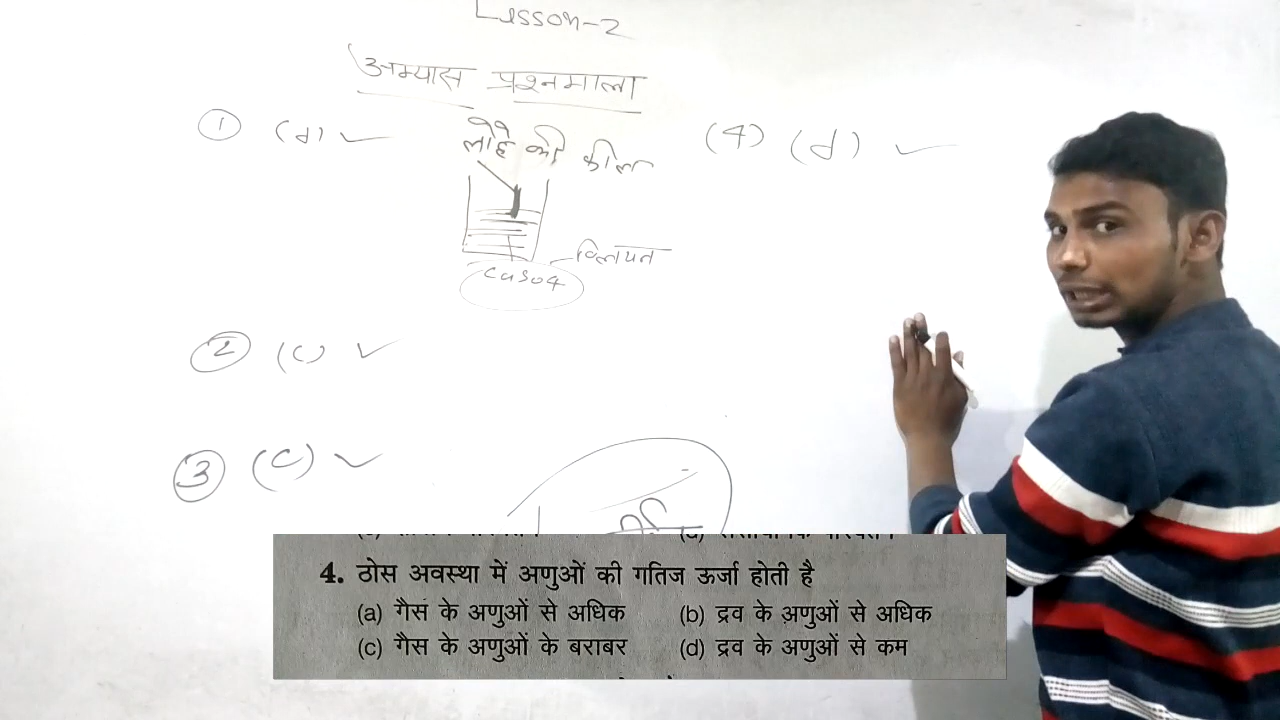 Lesson-2
अभ्यास प्रश्नमाला
① (d) ✓
लोहे की कील
CuSO4
विलयन
(4) (d) ✓
② (c) ✓
③ (c) ✓
4. ठोस अवस्था में अणुओं की गतिज ऊर्जा होती है
(a) गैस के अणुओं से अधिक (b) द्रव के अणुओं से अधिक
(c) गैस के अणुओं के बराबर (d) द्रव के अणुओं से कम